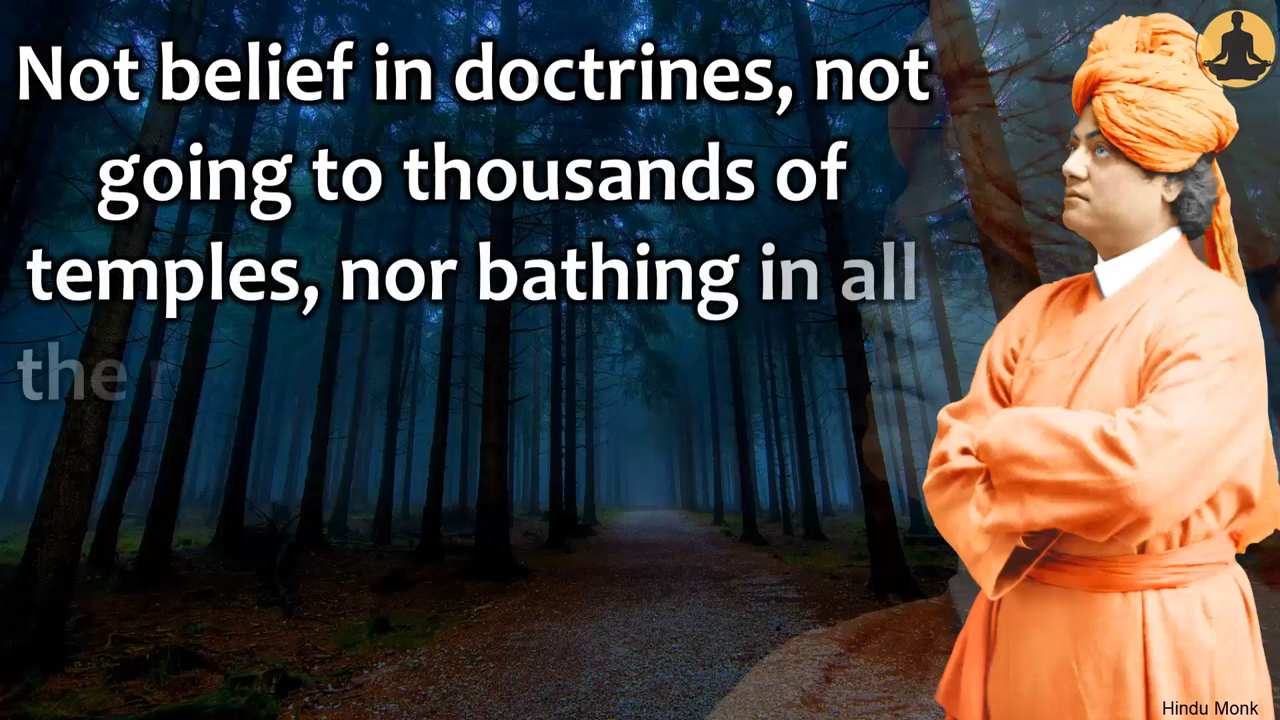 Not belief in doctrines, not
going to thousands of
temples, nor bathing in all
the
Hindu Monk